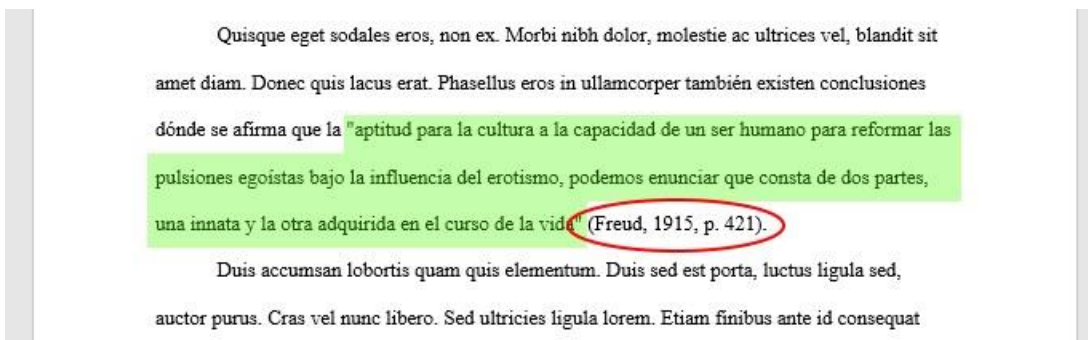 Quisque eget sodales eros, non ex. Morbi nibh dolor, molestie ac ultrices vel, blandit sit
amet diam. Donec quis lacus erat. Phasellus eros in ullamcorper también existen conclusiones
dónde se afirma que la "aptitud para la cultura a la capacidad de un ser humano para reformar las
pulsiones egoístas bajo la influencia del erotismo, podemos enunciar que consta de dos partes,
una innata y la otra adquirida en el curso de la vida" (Freud, 1915, p. 421).
Duis accumsan lobortis quam quis elementum. Duis sed est porta, luctus ligula sed,
auctor purus. Cras vel nunc libero. Sed ultricies ligula lorem. Etiam finibus ante id consequat